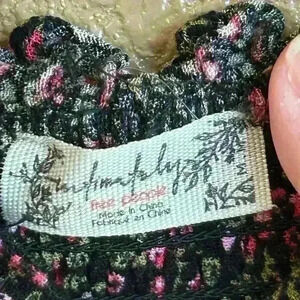 intimately
free people
Made in China
Fabriqué en Chine